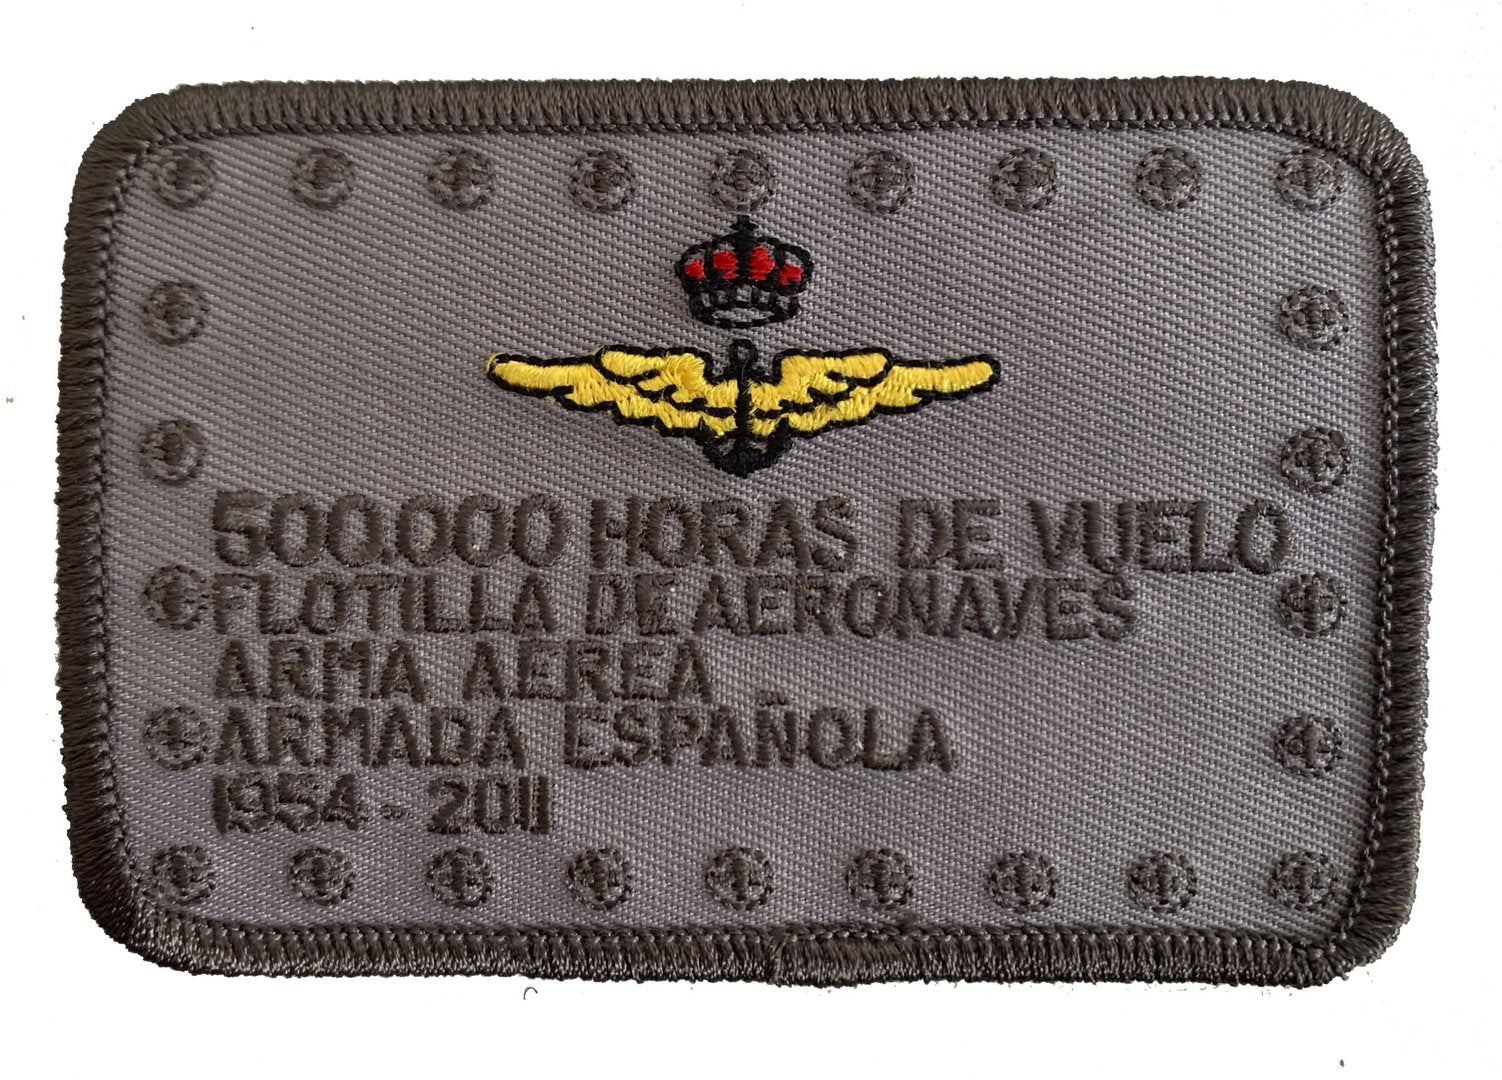 500.000 HORAS DE VUELO
FLOTILLA DE AERONAVES
ARMA AEREA
ARMADA ESPAÑOLA
1954 - 2011